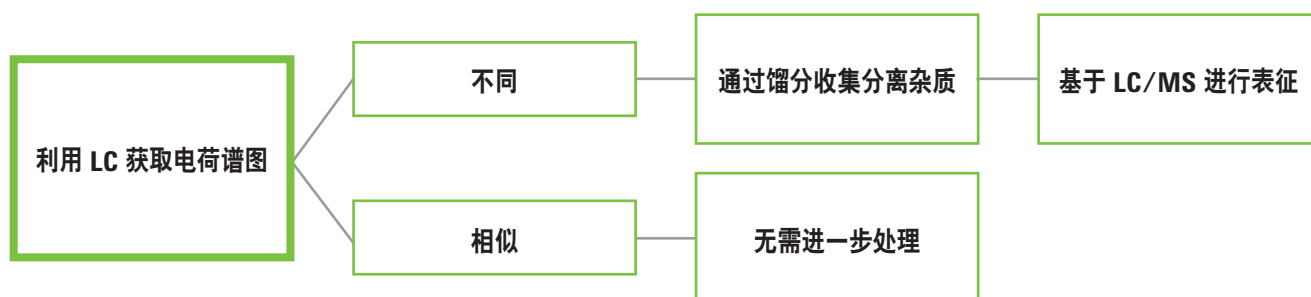 利用 LC 获取电荷谱图
不同
通过馏分收集分离杂质
基于 LC/MS 进行表征
相似
无需进一步处理